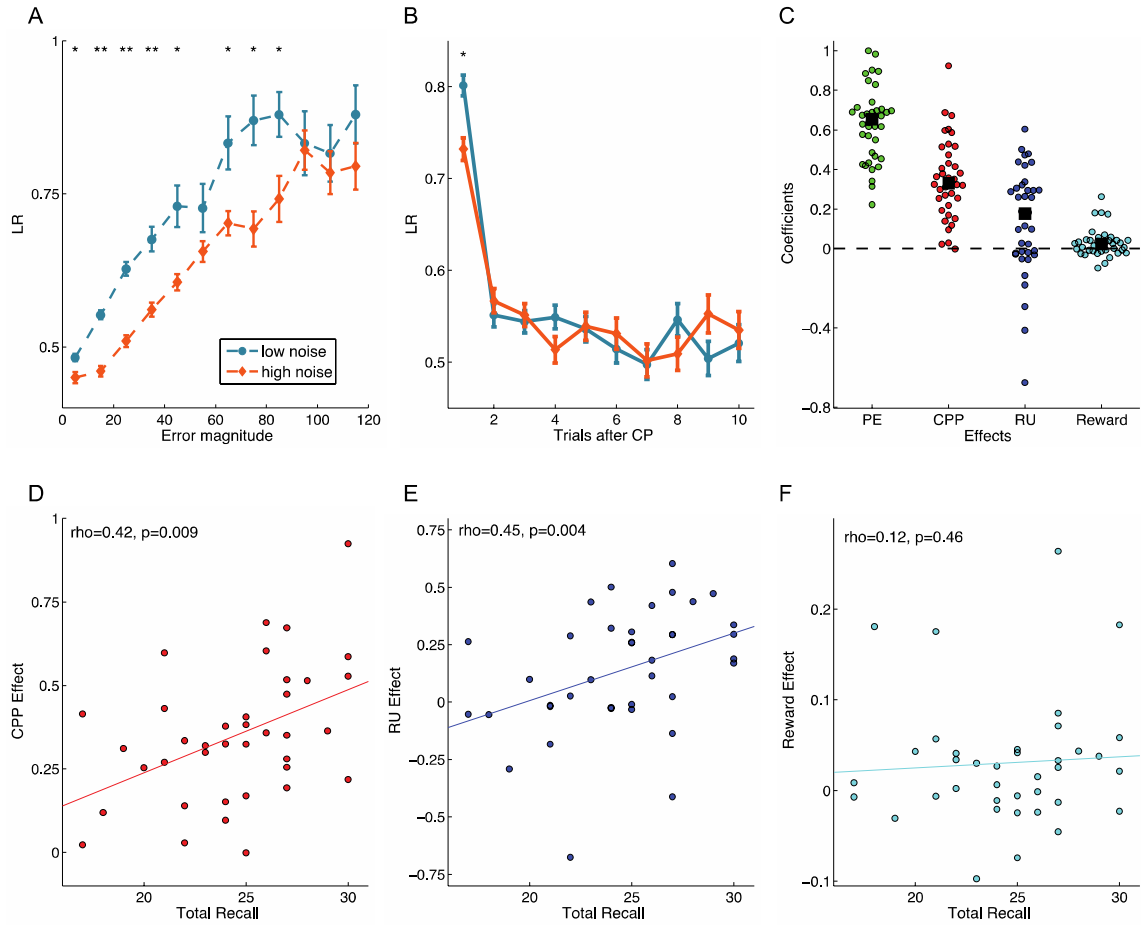 A
B
C
* ** ** ** * * * *
1
0.75
0.5
LR
0 20 40 60 80 100 120
Error magnitude
low noise
high noise
*
0.8
0.7
0.6
0.5
LR
2 4 6 8 10
Trials after CP
1
0.8
0.6
0.4
0.2
0
−0.4
−0.8
Coefficients
PE CPP RU Reward
Effects
D
E
F
rho=0.42, p=0.009
1
0.75
0.5
0.25
0
CPP Effect
20 25 30
Total Recall
rho=0.45, p=0.004
0.75
0.5
0.25
0
−0.25
−0.5
−0.75
RU Effect
20 25 30
Total Recall
rho=0.12, p=0.46
0.2
0.1
0
−0.1
Reward Effect
20 25 30
Total Recall